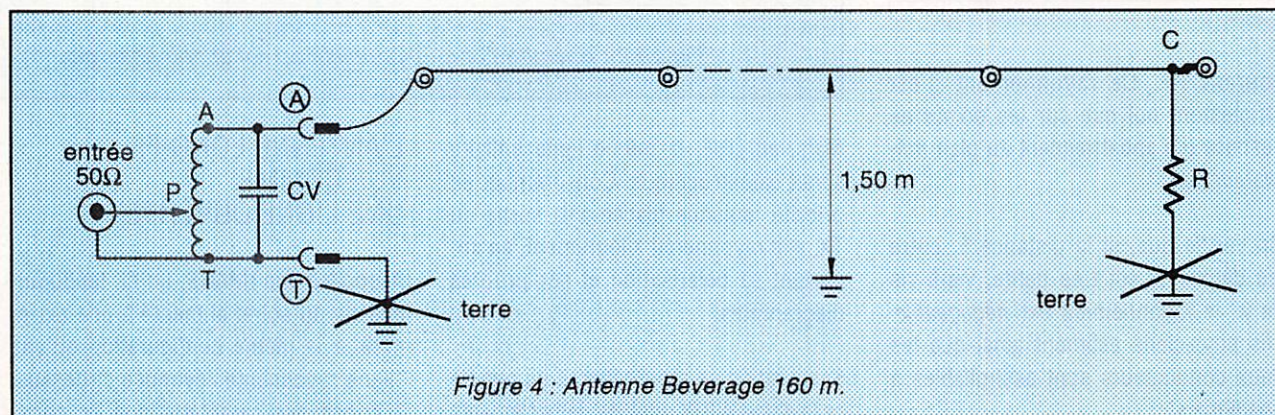 C
A
A
entrée
50Ω
P
CV
1,50 m
R
T
T
terre
terre
Figure 4 : Antenne Beverage 160 m.